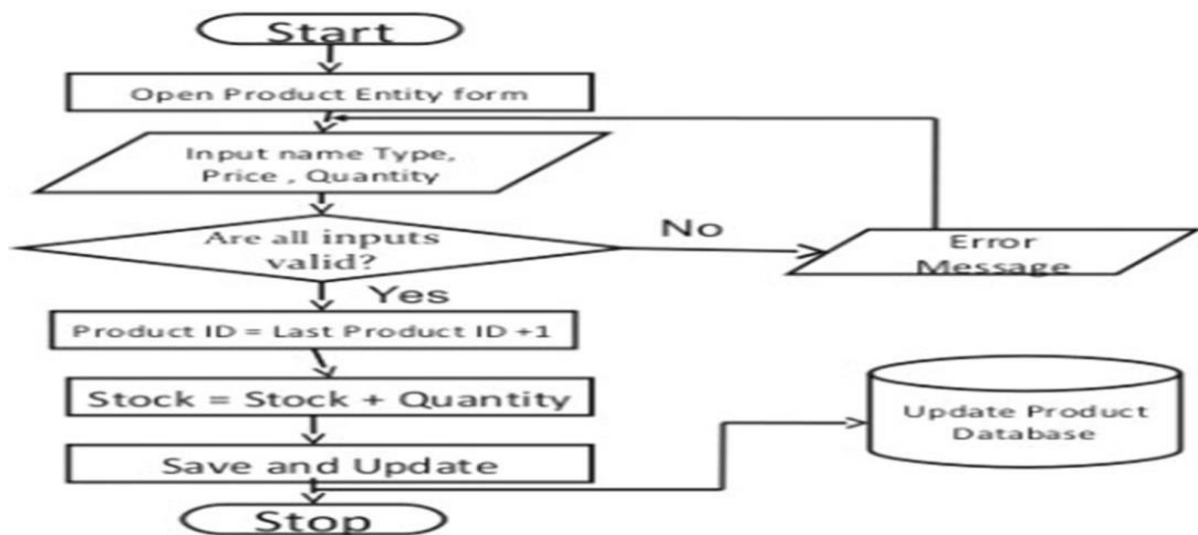 Start
Open Product Entity form
Input name Type,
Price , Quantity
Are all inputs
valid?
No
Error
Message
Yes
Product ID = Last Product ID +1
Stock = Stock + Quantity
Update Product
Database
Save and Update
Stop